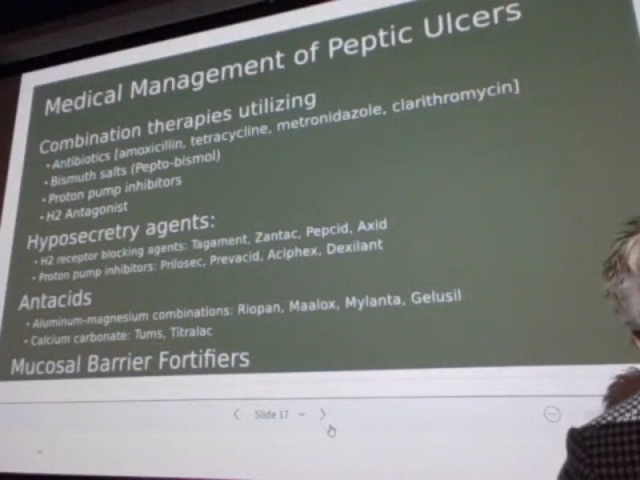 Medical Management of Peptic Ulcers
Combination therapies utilizing
• Antibiotics [amoxicillin, tetracycline, metronidazole, clarithromycin]
• Bismuth salts (Pepto-bismol)
• Proton pump inhibitors
• H2 Antagonist
Hyposecretry agents:
• H2 receptor blocking agents: Tagament, Zantac, Pepcid, Axid
• Proton pump inhibitors: Prilosec, Prevacid, Aciphex, Dexilant
Antacids
• Aluminum-magnesium combinations: Riopan, Maalox, Mylanta, Gelusil
• Calcium carbonate: Tums, Titralac
Mucosal Barrier Fortifiers
Slide 17